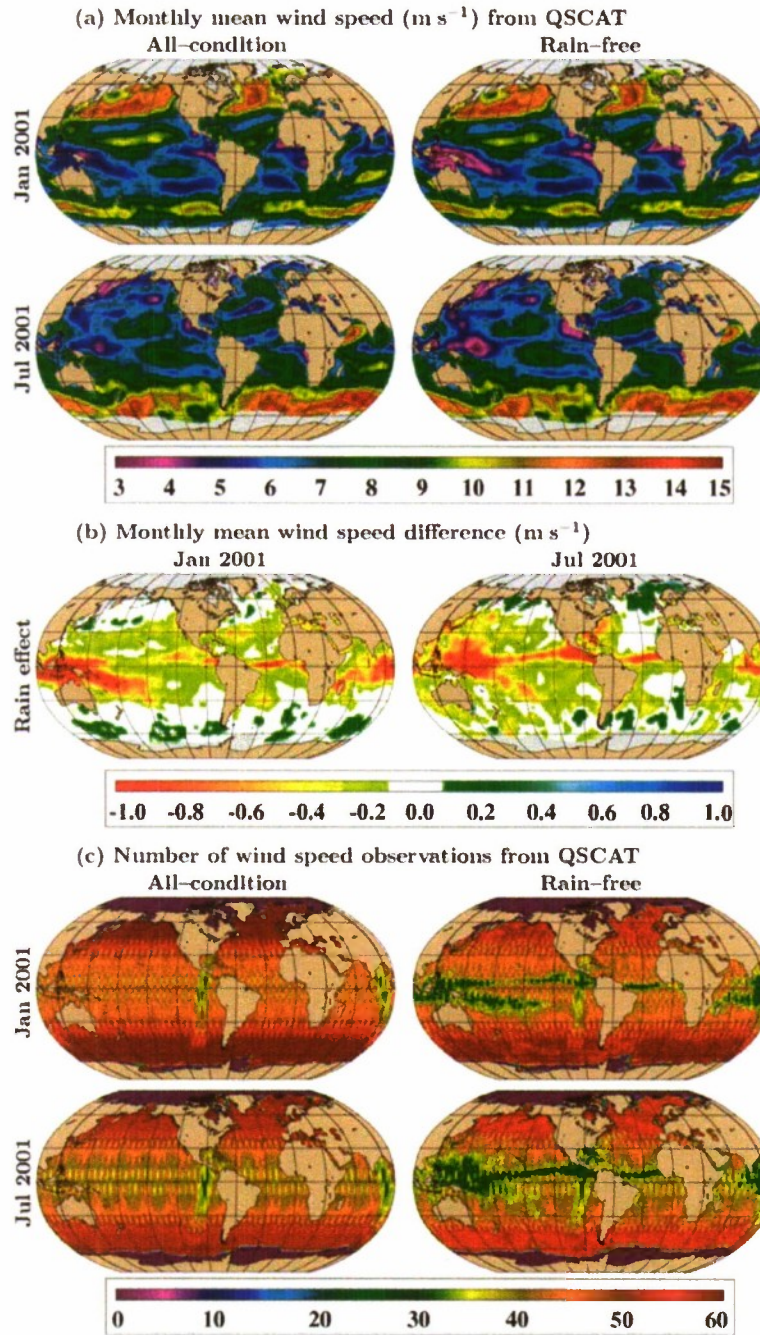 (a) Monthly mean wind speed (m s⁻¹) from QSCAT
All–condition Rain–free
Jan 2001
Jul 2001
3 4 5 6 7 8 9 10 11 12 13 14 15
(b) Monthly mean wind speed difference (m s⁻¹)
Jan 2001 Jul 2001
Rain effect
-1.0 -0.8 -0.6 -0.4 -0.2 0.0 0.2 0.4 0.6 0.8 1.0
(c) Number of wind speed observations from QSCAT
All–condition Rain–free
Jan 2001
Jul 2001
0 10 20 30 40 50 60